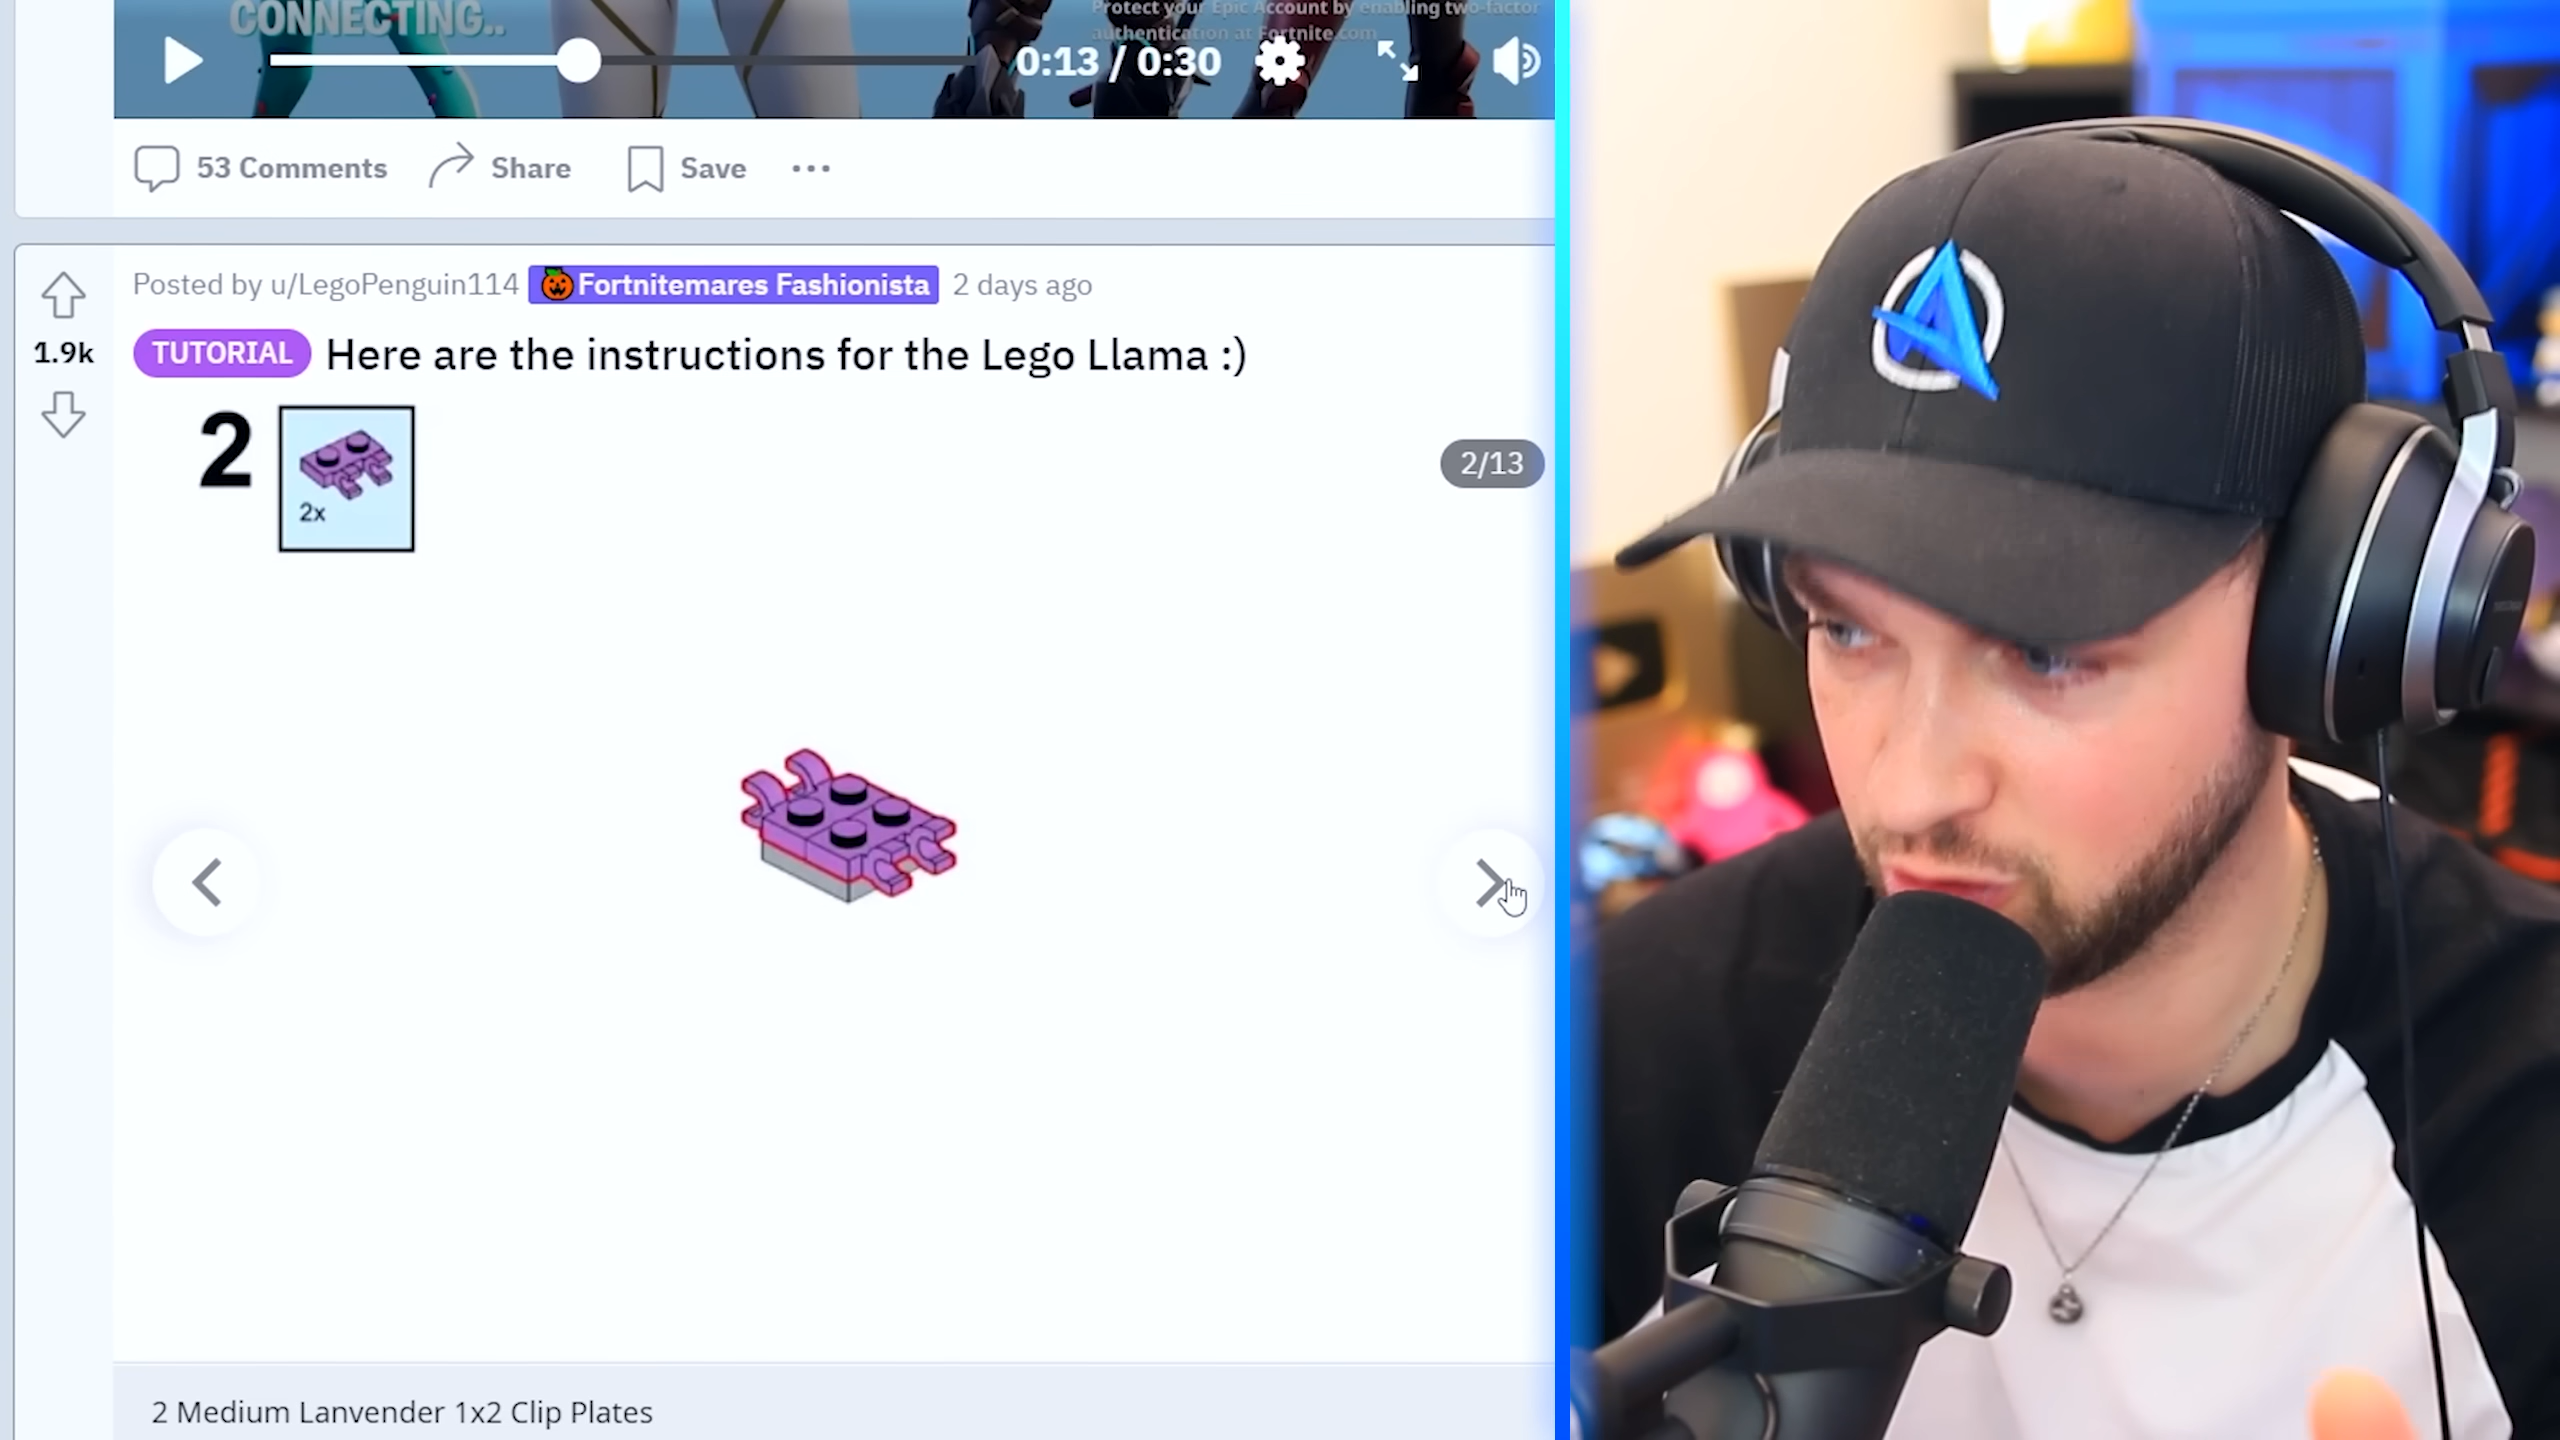 CONNECTING..
Protect your Epic Account by enabling two-factor
authentication at Fortnite.com
0:13 / 0:30
53 Comments
Share
Save
Posted by u/LegoPenguin114
Fortnitemares Fashionista
2 days ago
1.9k
TUTORIAL
Here are the instructions for the Lego Llama :)
2
2x
2/13
2 Medium Lanvender 1x2 Clip Plates